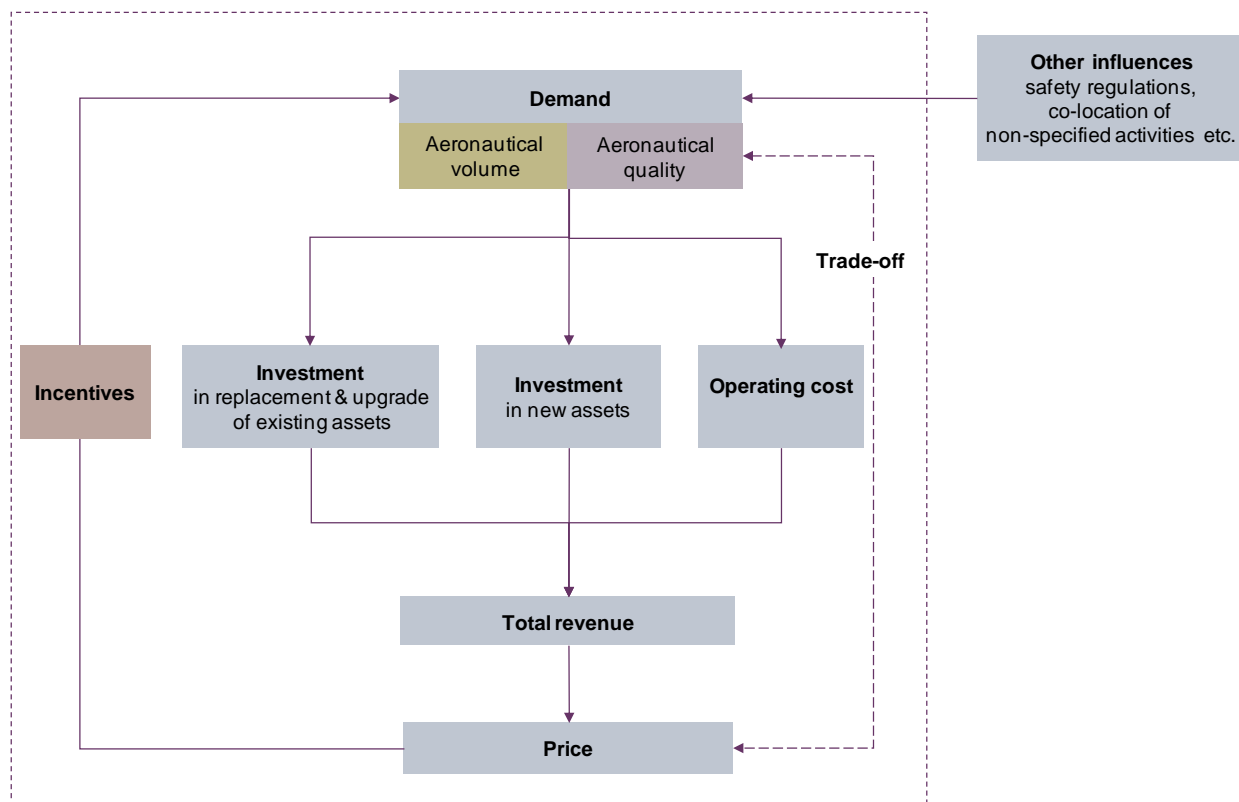 Other influences
safety regulations,
co-location of
non-specified activities etc.
Demand
Aeronautical
volume
Aeronautical
quality
Trade-off
Incentives
Investment
in replacement & upgrade
of existing assets
Investment
in new assets
Operating cost
Total revenue
Price